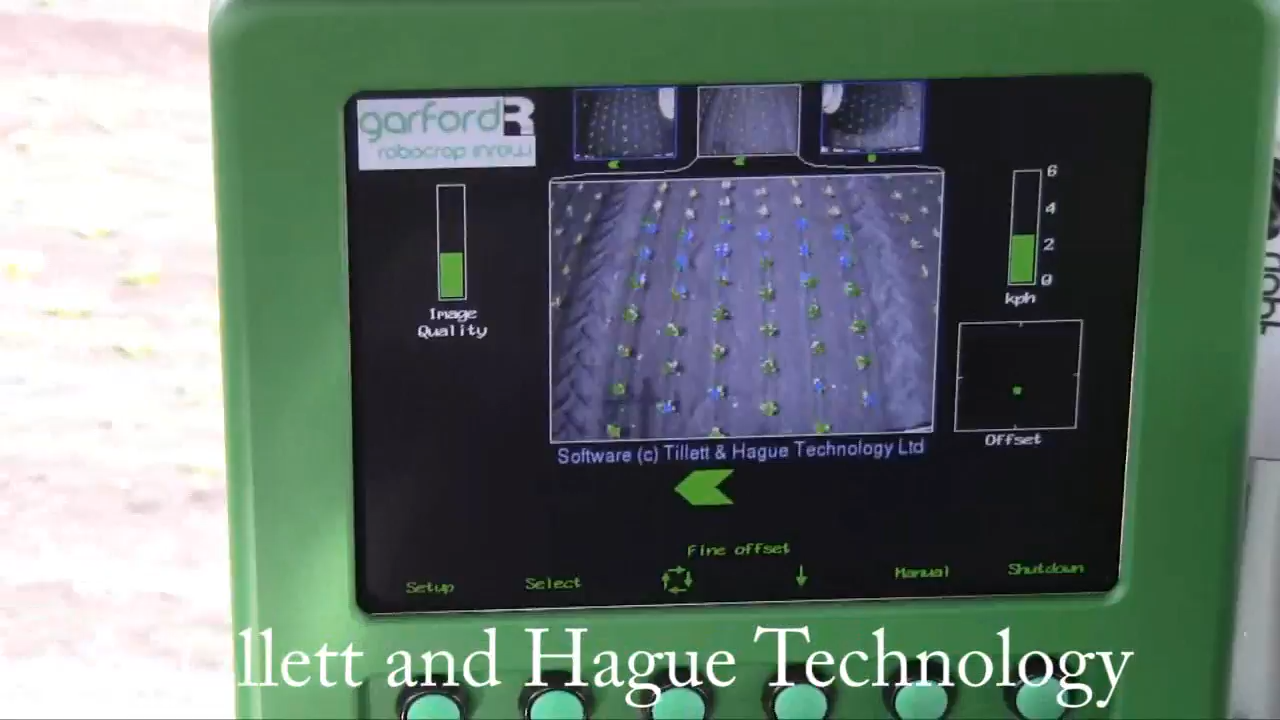 garford R
robocrop inrow
6
4
2
0
kph
Image
Quality
Offset
Software (c) Tillett & Hague Technology Ltd
Fine offset
Setup
Select
Manual
Shutdown
illett and Hague Technology